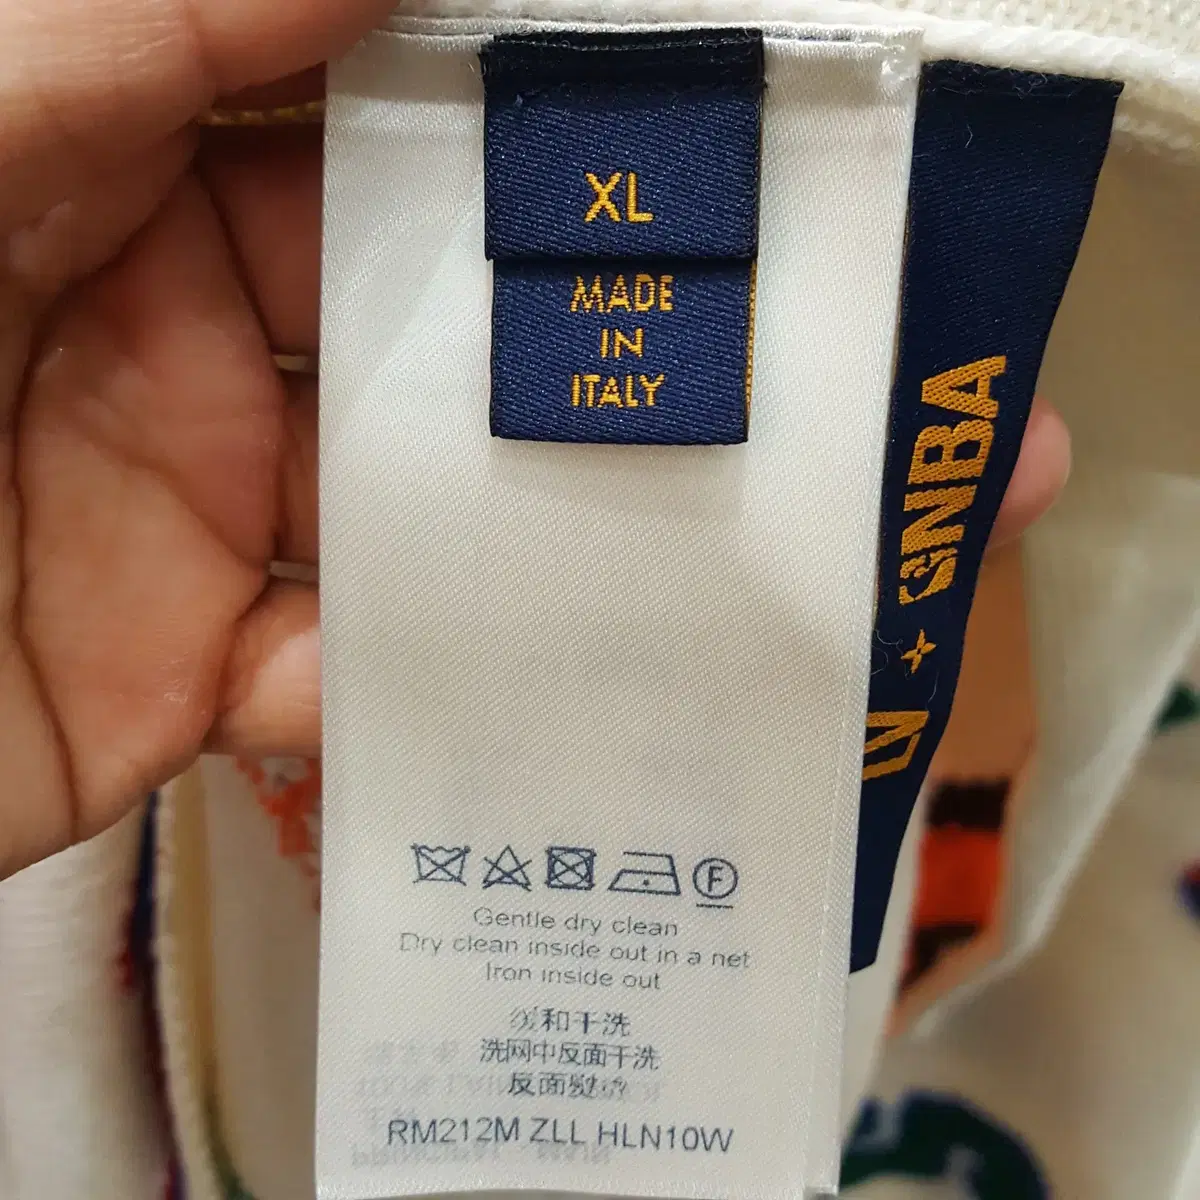 XL
MADE
IN
ITALY
LV NBA
F
Gentle dry clean
Dry clean inside out in a net
Iron inside out
缓和干洗
洗网中反面干洗
反面熨
RM212M ZLL HLN10W